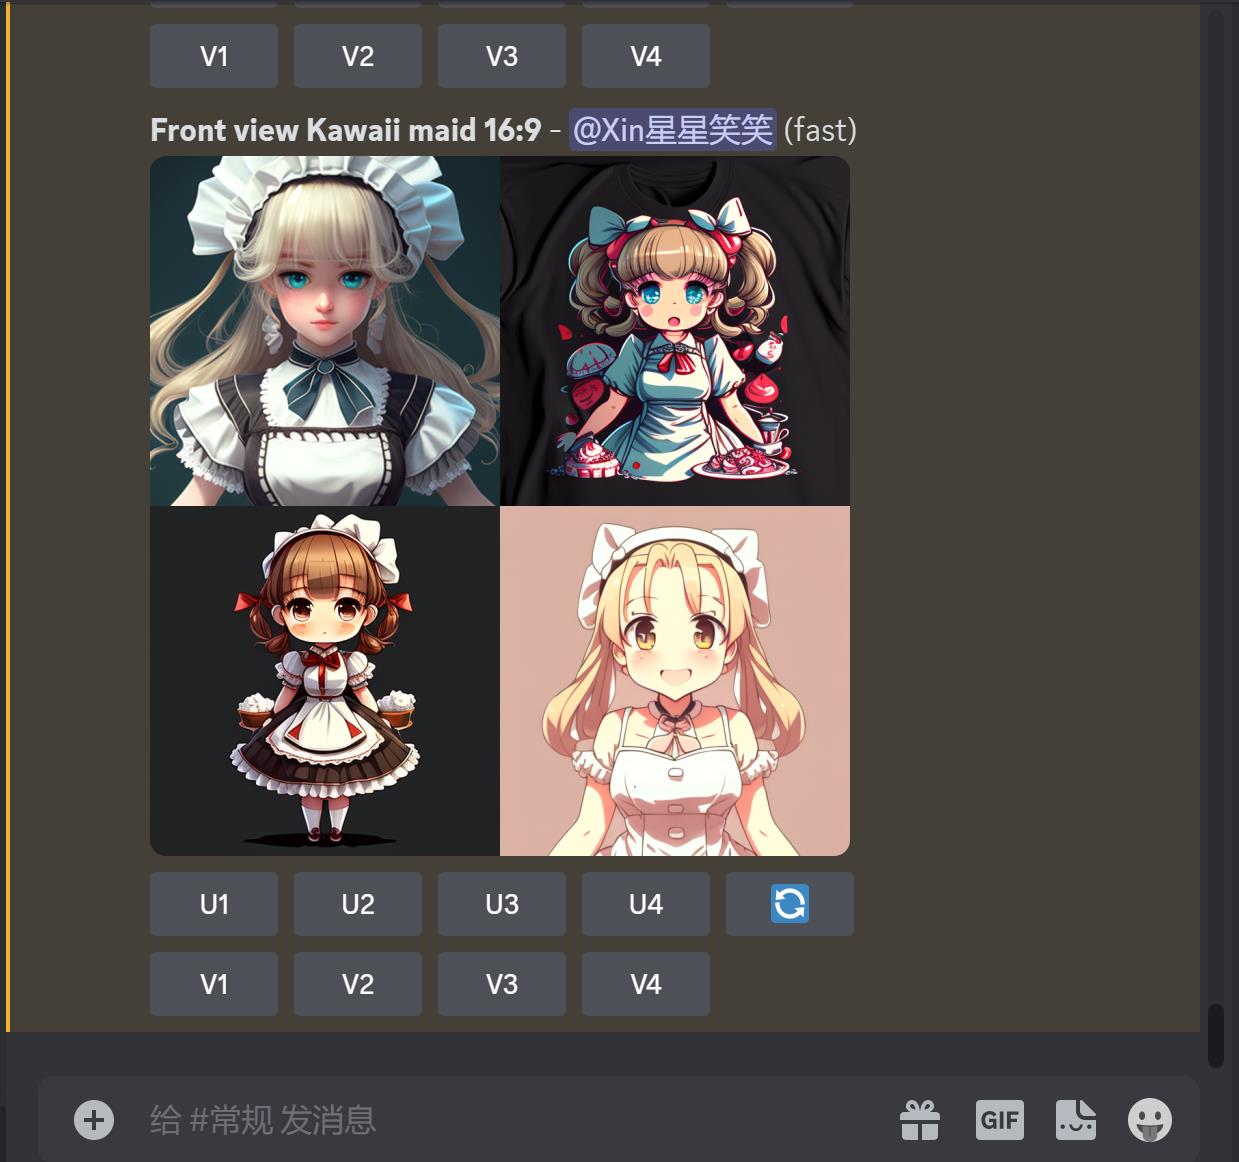 V1 V2 V3 V4
Front view Kawaii maid 16:9 - @Xin星星笑笑 (fast)
U1 U2 U3 U4
V1 V2 V3 V4
给 #常规 发消息 GIF